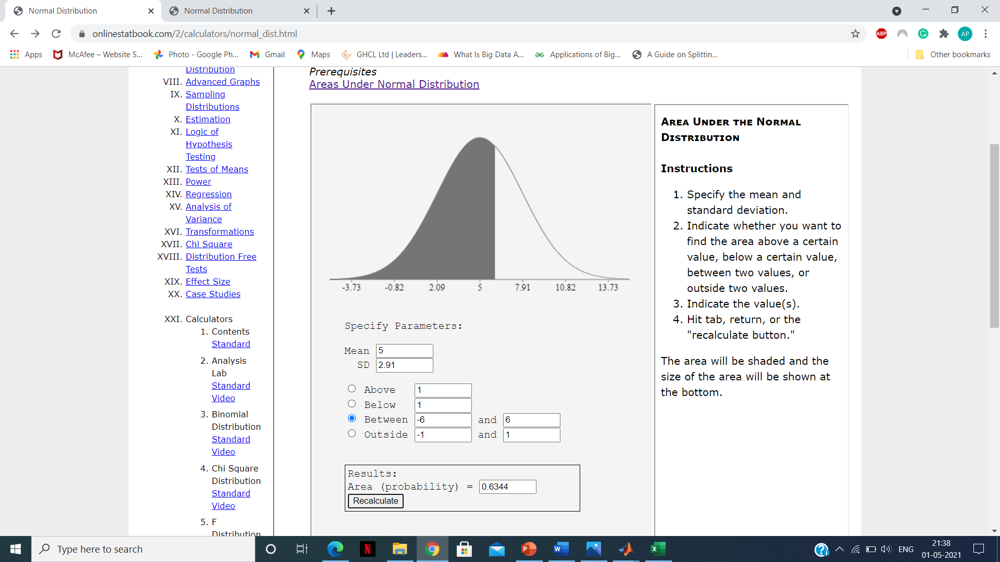 Normal Distribution
Normal Distribution
onlinestatbook.com/2/calculators/normal_dist.html
ABP
G
AP
Apps
McAfee – Website S...
Photo - Google Ph...
Gmail
Maps
GHCL Ltd | Leaders...
What Is Big Data A...
Applications of Big...
A Guide on Splittin...
Other bookmarks
Distribution
VIII. Advanced Graphs
IX. Sampling
Distributions
X. Estimation
XI. Logic of
Hypothesis
Testing
XII. Tests of Means
XIII. Power
XIV. Regression
XV. Analysis of
Variance
XVI. Transformations
XVII. Chi Square
XVIII. Distribution Free
Tests
XIX. Effect Size
XX. Case Studies
XXI. Calculators
1. Contents
Standard
2. Analysis
Lab
Standard
Video
3. Binomial
Distribution
Standard
Video
4. Chi Square
Distribution
Standard
Video
5. F
Distribution
Prerequisites
Areas Under Normal Distribution
-3.73 -0.82 2.09 5 7.91 10.82 13.73
Specify Parameters:
Mean 5
SD 2.91
Above 1
Below 1
Between -6 and 6
Outside -1 and 1
Results:
Area (probability) = 0.6344
Recalculate
Area Under the Normal
Distribution
Instructions
1. Specify the mean and
standard deviation.
2. Indicate whether you want to
find the area above a certain
value, below a certain value,
between two values, or
outside two values.
3. Indicate the value(s).
4. Hit tab, return, or the
"recalculate button."
The area will be shaded and the
size of the area will be shown at
the bottom.
Type here to search
ENG
21:38
01-05-2021